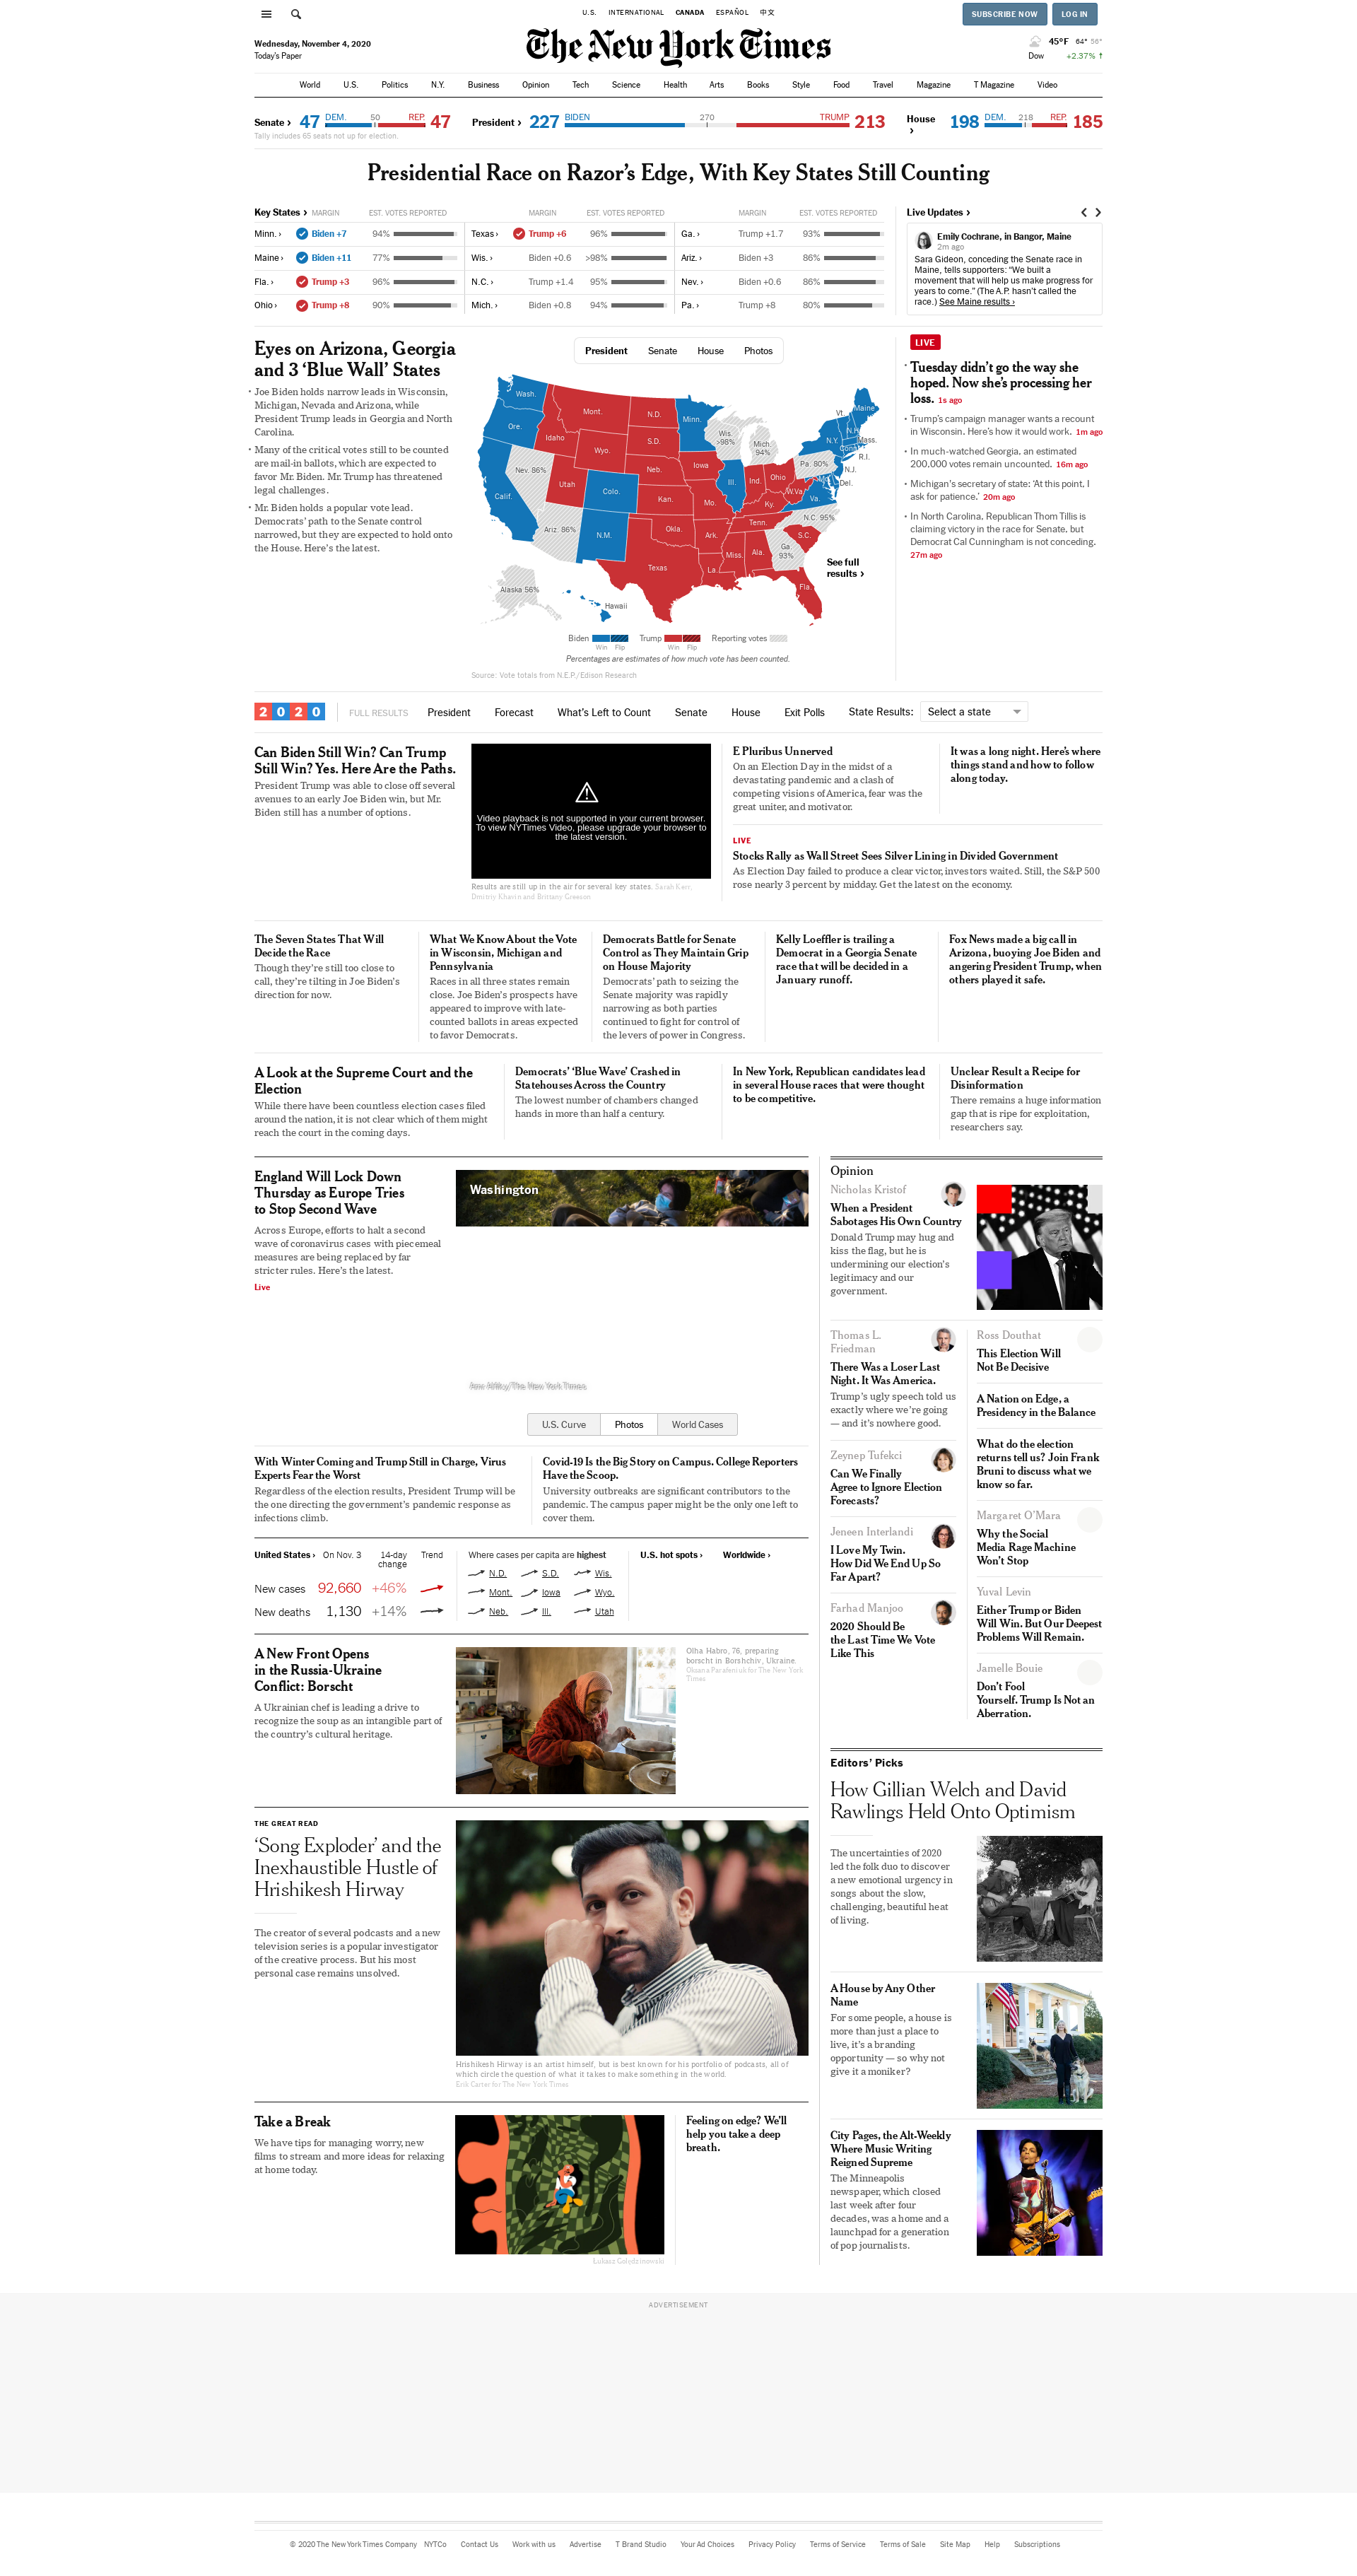 U.S. INTERNATIONAL CANADA ESPAÑOL 中文
SUBSCRIBE NOW LOG IN
Wednesday, November 4, 2020
Today's Paper
The New York Times
45°F 64° 56°
Dow +2.37% ↑
World U.S. Politics N.Y. Business Opinion Tech Science Health Arts Books Style Food Travel Magazine T Magazine Video
Senate › 47 DEM. 50 REP. 47
Tally includes 65 seats not up for election.
President › 227 BIDEN 270 TRUMP 213
House › 198 DEM. 218 REP. 185
Presidential Race on Razor's Edge, With Key States Still Counting
Key States › MARGIN EST. VOTES REPORTED
Minn. › Biden +7 94%
Maine › Biden +11 77%
Fla. › Trump +3 96%
Ohio › Trump +8 90%
MARGIN EST. VOTES REPORTED
Texas › Trump +6 96%
Wis. › Biden +0.6 >98%
N.C. › Trump +1.4 95%
Mich. › Biden +0.8 94%
MARGIN EST. VOTES REPORTED
Ga. › Trump +1.7 93%
Ariz. › Biden +3 86%
Nev. › Biden +0.6 86%
Pa. › Trump +8 80%
Live Updates ›
Emily Cochrane, in Bangor, Maine
2m ago
Sara Gideon, conceding the Senate race in
Maine, tells supporters: “We built a
movement that will help us make progress for
years to come.” (The A.P. hasn't called the
race.) See Maine results ›
Eyes on Arizona, Georgia
and 3 ‘Blue Wall’ States
• Joe Biden holds narrow leads in Wisconsin,
Michigan, Nevada and Arizona, while
President Trump leads in Georgia and North
Carolina.
• Many of the critical votes still to be counted
are mail-in ballots, which are expected to
favor Mr. Biden. Mr. Trump has threatened
legal challenges.
• Mr. Biden holds a popular vote lead.
Democrats’ path to the Senate control
narrowed, but they are expected to hold onto
the House. Here’s the latest.
President Senate House Photos
Wash.
Ore.
Calif.
Nev. 86%
Idaho
Mont.
Wyo.
Utah
Colo.
Ariz. 86%
N.M.
N.D.
S.D.
Neb.
Kan.
Okla.
Texas
Minn.
Iowa
Mo.
Ark.
La.
Wis.
>98%
Ill.
Mich.
94%
Ind.
Ohio
Ky.
Tenn.
Miss.
Ala.
Ga.
93%
Fla.
S.C.
N.C. 95%
Va.
W.Va.
Pa. 80%
N.Y.
Vt.
N.H.
Maine
Mass.
Conn.
R.I.
N.J.
Del.
Alaska 56%
Hawaii
See full
results ›
Biden Trump Reporting votes
Win Flip Win Flip
Percentages are estimates of how much vote has been counted.
Source: Vote totals from N.E.P./Edison Research
LIVE
• Tuesday didn’t go the way she
hoped. Now she’s processing her
loss. 1s ago
• Trump’s campaign manager wants a recount
in Wisconsin. Here’s how it would work. 1m ago
• In much-watched Georgia, an estimated
200,000 votes remain uncounted. 16m ago
• Michigan’s secretary of state: ‘At this point, I
ask for patience.’ 20m ago
• In North Carolina, Republican Thom Tillis is
claiming victory in the race for Senate, but
Democrat Cal Cunningham is not conceding.
27m ago
2020 FULL RESULTS President Forecast What’s Left to Count Senate House Exit Polls State Results: Select a state
Can Biden Still Win? Can Trump
Still Win? Yes. Here Are the Paths.
President Trump was able to close off several
avenues to an early Joe Biden win, but Mr.
Biden still has a number of options.
Video playback is not supported in your current browser.
To view NYTimes Video, please upgrade your browser to
the latest version.
Results are still up in the air for several key states. Sarah Kerr,
Dmitriy Khavin and Brittany Greeson
E Pluribus Unnerved
On an Election Day in the midst of a
devastating pandemic and a clash of
competing visions of America, fear was the
great uniter, and motivator.
It was a long night. Here’s where
things stand and how to follow
along today.
LIVE
Stocks Rally as Wall Street Sees Silver Lining in Divided Government
As Election Day failed to produce a clear victor, investors waited. Still, the S&P 500
rose nearly 3 percent by midday. Get the latest on the economy.
The Seven States That Will
Decide the Race
Though they’re still too close to
call, they’re tilting in Joe Biden’s
direction for now.
What We Know About the Vote
in Wisconsin, Michigan and
Pennsylvania
Races in all three states remain
close. Joe Biden’s prospects have
appeared to improve with late-
counted ballots in areas expected
to favor Democrats.
Democrats Battle for Senate
Control as They Maintain Grip
on House Majority
Democrats’ path to seizing the
Senate majority was rapidly
narrowing as both parties
continued to fight for control of
the levers of power in Congress.
Kelly Loeffler is trailing a
Democrat in a Georgia Senate
race that will be decided in a
January runoff.
Fox News made a big call in
Arizona, buoying Joe Biden and
angering President Trump, when
others played it safe.
A Look at the Supreme Court and the
Election
While there have been countless election cases filed
around the nation, it is not clear which of them might
reach the court in the coming days.
Democrats’ ‘Blue Wave’ Crashed in
Statehouses Across the Country
The lowest number of chambers changed
hands in more than half a century.
In New York, Republican candidates lead
in several House races that were thought
to be competitive.
Unclear Result a Recipe for
Disinformation
There remains a huge information
gap that is ripe for exploitation,
researchers say.
England Will Lock Down
Thursday as Europe Tries
to Stop Second Wave
Across Europe, efforts to halt a second
wave of coronavirus cases with piecemeal
measures are being replaced by far
stricter rules. Here’s the latest.
Live
Washington
U.S. Curve Photos World Cases
With Winter Coming and Trump Still in Charge, Virus
Experts Fear the Worst
Regardless of the election results, President Trump will be
the one directing the government’s pandemic response as
infections climb.
Covid-19 Is the Big Story on Campus. College Reporters
Have the Scoop.
University outbreaks are significant contributors to the
pandemic. The campus paper might be the only one left to
cover them.
United States › On Nov. 3 14-day
change Trend
New cases 92,660 +46%
New deaths 1,130 +14%
Where cases per capita are highest
N.D. S.D. Wis.
Mont. Iowa Wyo.
Neb. Ill. Utah
U.S. hot spots › Worldwide ›
A New Front Opens
in the Russia-Ukraine
Conflict: Borscht
A Ukrainian chef is leading a drive to
recognize the soup as an intangible part of
the country’s cultural heritage.
Olha Habro, 76, preparing
borscht in Borshchiv, Ukraine.
Oksana Parafeniuk for The New York
Times
THE GREAT READ
‘Song Exploder’ and the
Inexhaustible Hustle of
Hrishikesh Hirway
The creator of several podcasts and a new
television series is a popular investigator
of the creative process. But his most
personal case remains unsolved.
Hrishikesh Hirway is an artist himself, but is best known for his portfolio of podcasts, all of
which circle the question of what it takes to make something in the world.
Erik Carter for The New York Times
Take a Break
We have tips for managing worry, new
films to stream and more ideas for relaxing
at home today.
Feeling on edge? We’ll
help you take a deep
breath.
Opinion
Nicholas Kristof
When a President
Sabotages His Own Country
Donald Trump may hug and
kiss the flag, but he is
undermining our election’s
legitimacy and our
government.
Thomas L.
Friedman
There Was a Loser Last
Night. It Was America.
Trump’s ugly speech told us
exactly where we’re going
— and it’s nowhere good.
Zeynep Tufekci
Can We Finally
Agree to Ignore Election
Forecasts?
Jeneen Interlandi
I Love My Twin.
How Did We End Up So
Far Apart?
Farhad Manjoo
2020 Should Be
the Last Time We Vote
Like This
Ross Douthat
This Election Will
Not Be Decisive
A Nation on Edge, a
Presidency in the Balance
What do the election
returns tell us? Join Frank
Bruni to discuss what we
know so far.
Margaret O’Mara
Why the Social
Media Rage Machine
Won’t Stop
Yuval Levin
Either Trump or Biden
Will Win. But Our Deepest
Problems Will Remain.
Jamelle Bouie
Don’t Fool
Yourself. Trump Is Not an
Aberration.
Editors’ Picks
How Gillian Welch and David
Rawlings Held Onto Optimism
The uncertainties of 2020
led the folk duo to discover
a new emotional urgency in
songs about the slow,
challenging, beautiful heat
of living.
A House by Any Other
Name
For some people, a house is
more than just a place to
live, it’s a branding
opportunity — so why not
give it a moniker?
City Pages, the Alt-Weekly
Where Music Writing
Reigned Supreme
The Minneapolis
newspaper, which closed
last week after four
decades, was a home and a
launchpad for a generation
of pop journalists.
ADVERTISEMENT
© 2020 The New York Times Company NYTCo Contact Us Work with us Advertise T Brand Studio Your Ad Choices Privacy Policy Terms of Service Terms of Sale Site Map Help Subscriptions